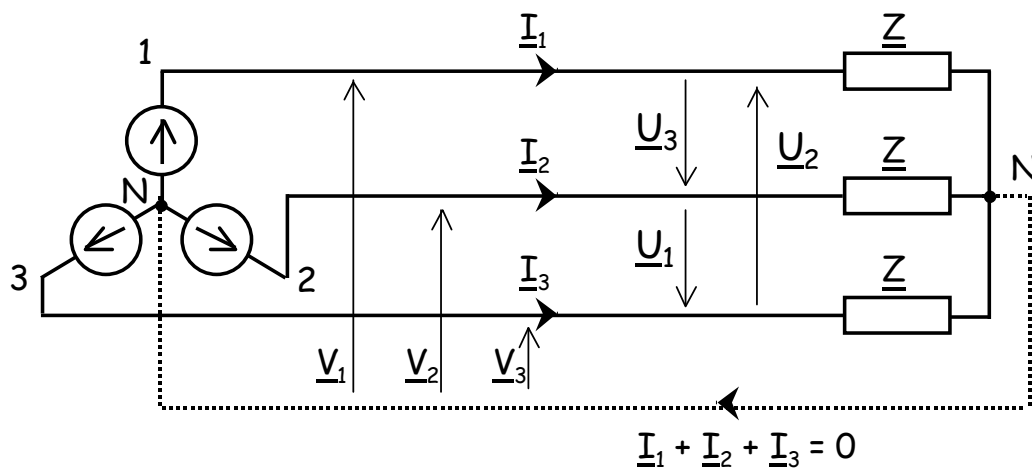 I₁
Z
1
U₃
U₂
I₂
Z
N
N
U₁
3
2
I₃
Z
V₁
V₂
V₃
I₁ + I₂ + I₃ = 0